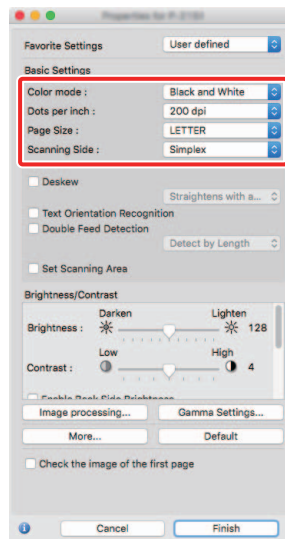 Favorite Settings User defined
Basic Settings
Color mode : Black and White
Dots per inch : 200 dpi
Page Size : LETTER
Scanning Side : Simplex
Deskew
Straightens with a...
Text Orientation Recognition
Double Feed Detection
Detect by Length
Set Scanning Area
Brightness/Contrast
Darken Lighten
Brightness : 128
Low High
Contrast : 4
Enable Back Side Brightness
Image processing... Gamma Settings...
More... Default
Check the image of the first page
Cancel Finish